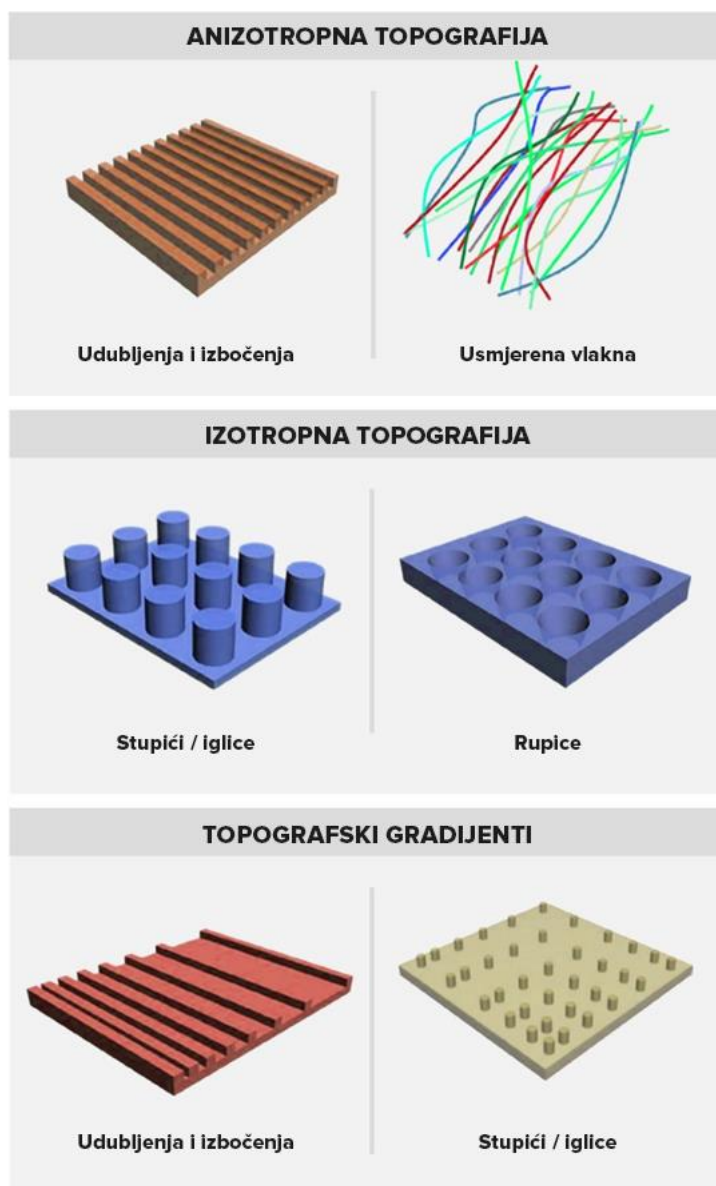 ANIZOTROPNA TOPOGRAFIJA
Udubljenja i izbočenja
Usmjerena vlakna
IZOTROPNA TOPOGRAFIJA
Stupići / iglice
Rupice
TOPOGRAFSKI GRADIJENTI
Udubljenja i izbočenja
Stupići / iglice